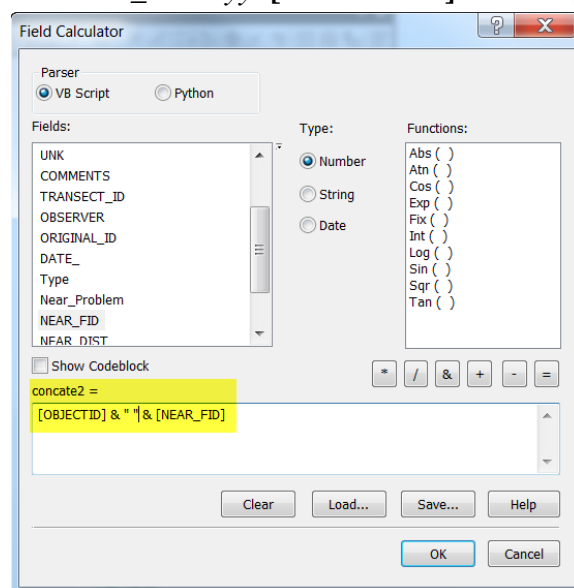 Field Calculator
Parser
VB Script Python
Fields:
Type:
Functions:
UNK
COMMENTS
TRANSECT_ID
OBSERVER
ORIGINAL_ID
DATE_
Type
Near_Problem
NEAR_FID
NEAR DIST
Number
String
Date
Abs ( )
Atn ( )
Cos ( )
Exp ( )
Fix ( )
Int ( )
Log ( )
Sin ( )
Sqr ( )
Tan ( )
Show Codeblock
* / & + - =
concate2 =
[OBJECTID] & " "& [NEAR_FID]
Clear Load... Save... Help
OK Cancel